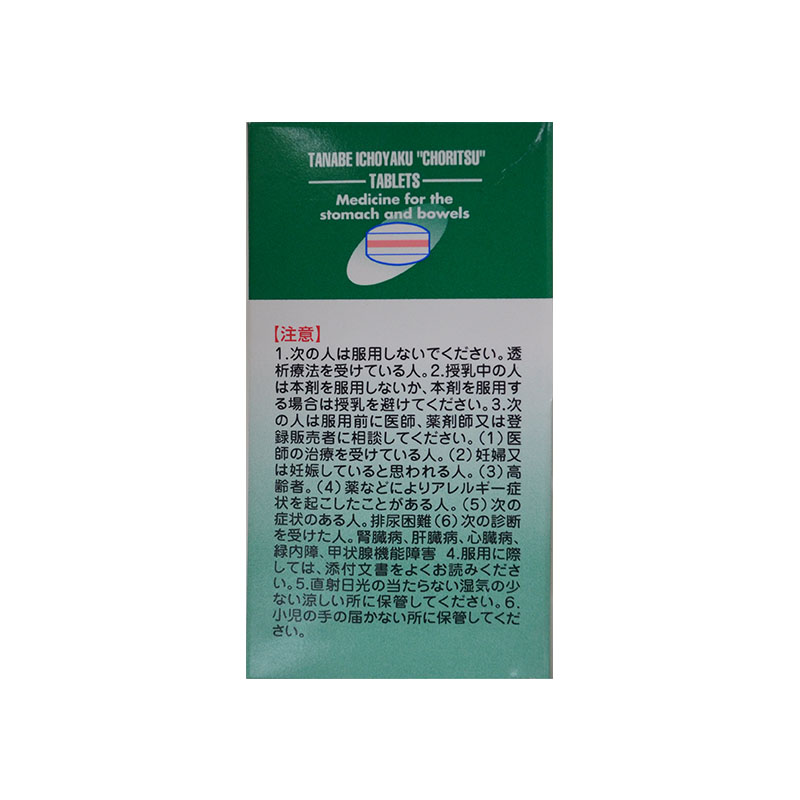 TANABE ICHOYAKU "CHORITSU"
TABLETS
Medicine for the
stomach and bowels
【注意】
1.次の人は服用しないでください。透
析療法を受けている人。2.授乳中の人
は本剤を服用しないか、本剤を服用す
る場合は授乳を避けてください。3.次
の人は服用前に医師、薬剤師又は登
録販売者に相談してください。(1)医
師の治療を受けている人。(2)妊婦又
は妊娠していると思われる人。(3)高
齢者。(4)薬などによりアレルギー症
状を起こしたことがある人。(5)次の
症状のある人。排尿困難(6)次の診断
を受けた人。腎臓病、肝臓病、心臓病、
緑内障、甲状腺機能障害 4.服用に際
しては、添付文書をよくお読みくださ
い。5.直射日光の当たらない湿気の少
ない涼しい所に保管してください。6.
小児の手の届かない所に保管してくだ
さい。